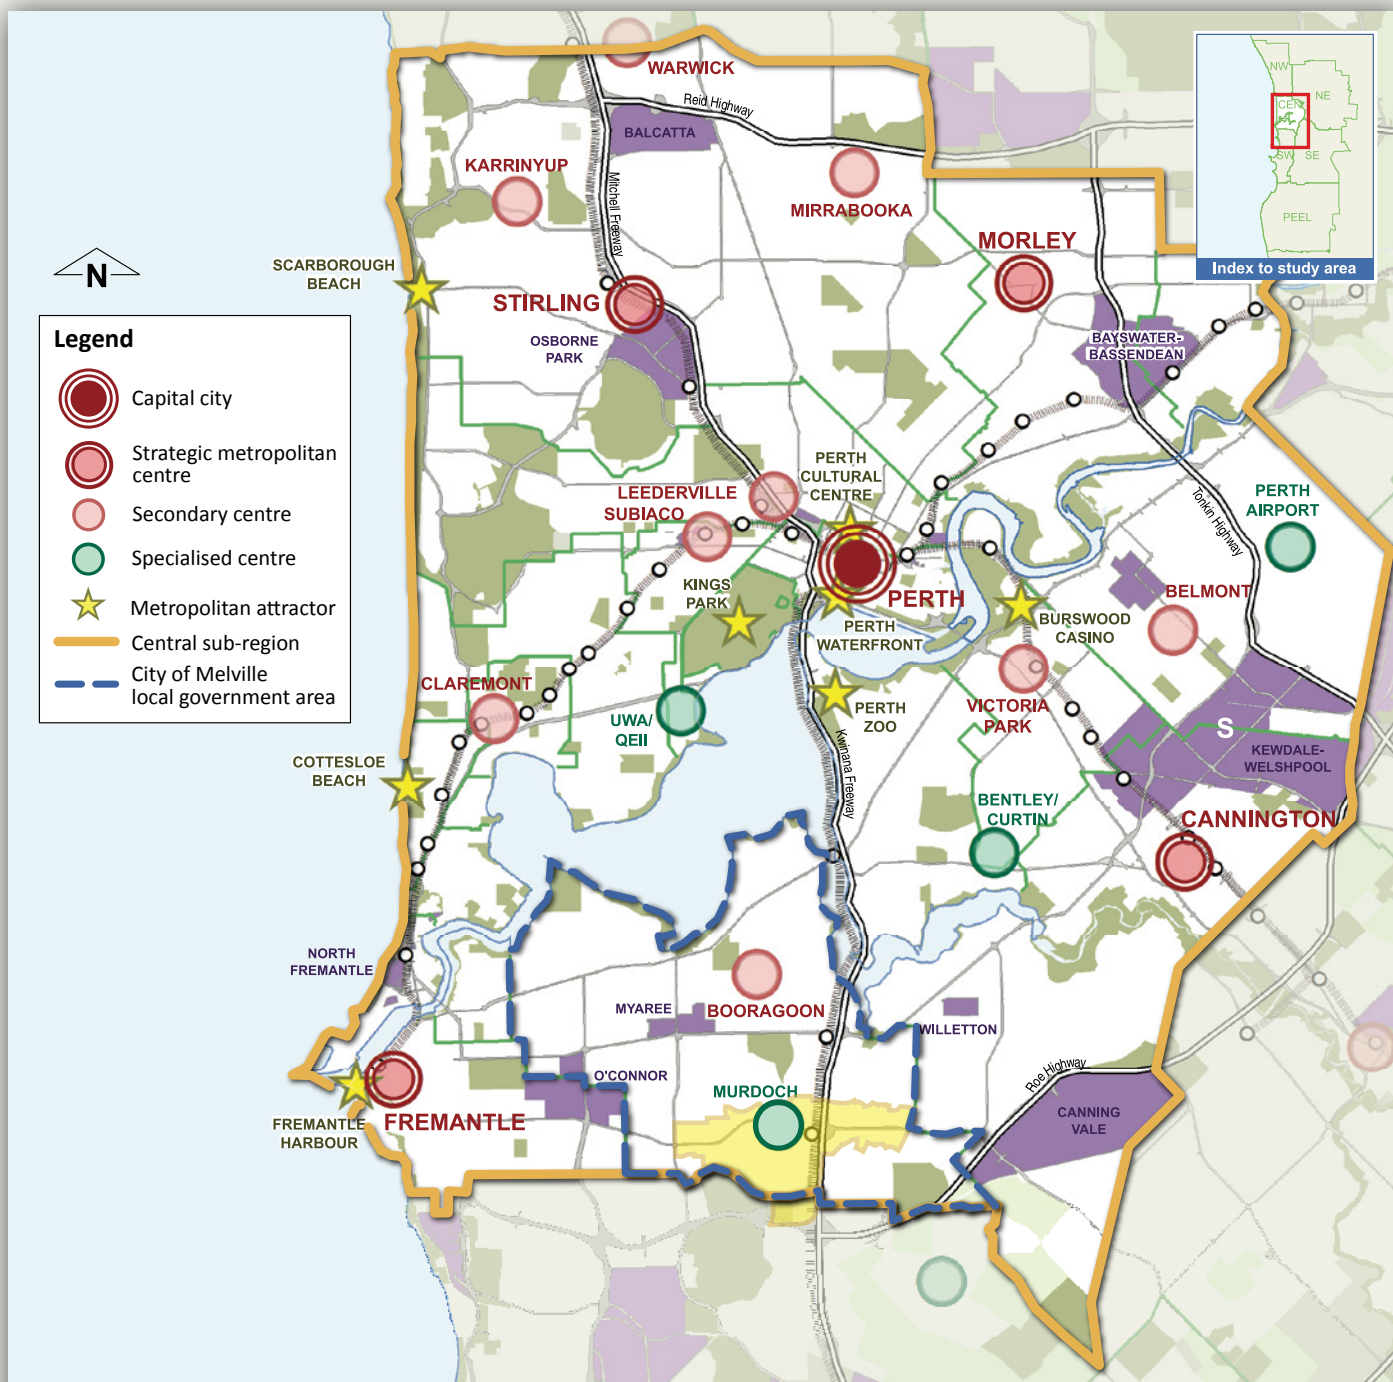 WARWICK
Reid Highway
BALCATTA
KARRINYUP
Mitchell Freeway
MIRRABOOKA
MORLEY
NW
NE
CEN
SW
SE
PEEL
Index to study area
N
SCARBOROUGH
BEACH
STIRLING
OSBORNE
PARK
BAYSWATER-
BASSENDEAN
Legend
Capital city
Strategic metropolitan
centre
Secondary centre
Specialised centre
Metropolitan attractor
Central sub-region
City of Melville
local government area
PERTH
CULTURAL
CENTRE
LEEDERVILLE
SUBIACO
Tonkin Highway
PERTH
AIRPORT
KINGS
PARK
PERTH
PERTH
WATERFRONT
BURSWOOD
CASINO
BELMONT
CLAREMONT
UWA/
QEII
PERTH
ZOO
VICTORIA
PARK
S
KEWDALE-
WELSHPOOL
Kwinana Freeway
COTTESLOE
BEACH
BENTLEY/
CURTIN
CANNINGTON
NORTH
FREMANTLE
MYAREE
BOORAGOON
WILLETTON
O'CONNOR
MURDOCH
Roe Highway
CANNING
VALE
FREMANTLE
HARBOUR
FREMANTLE